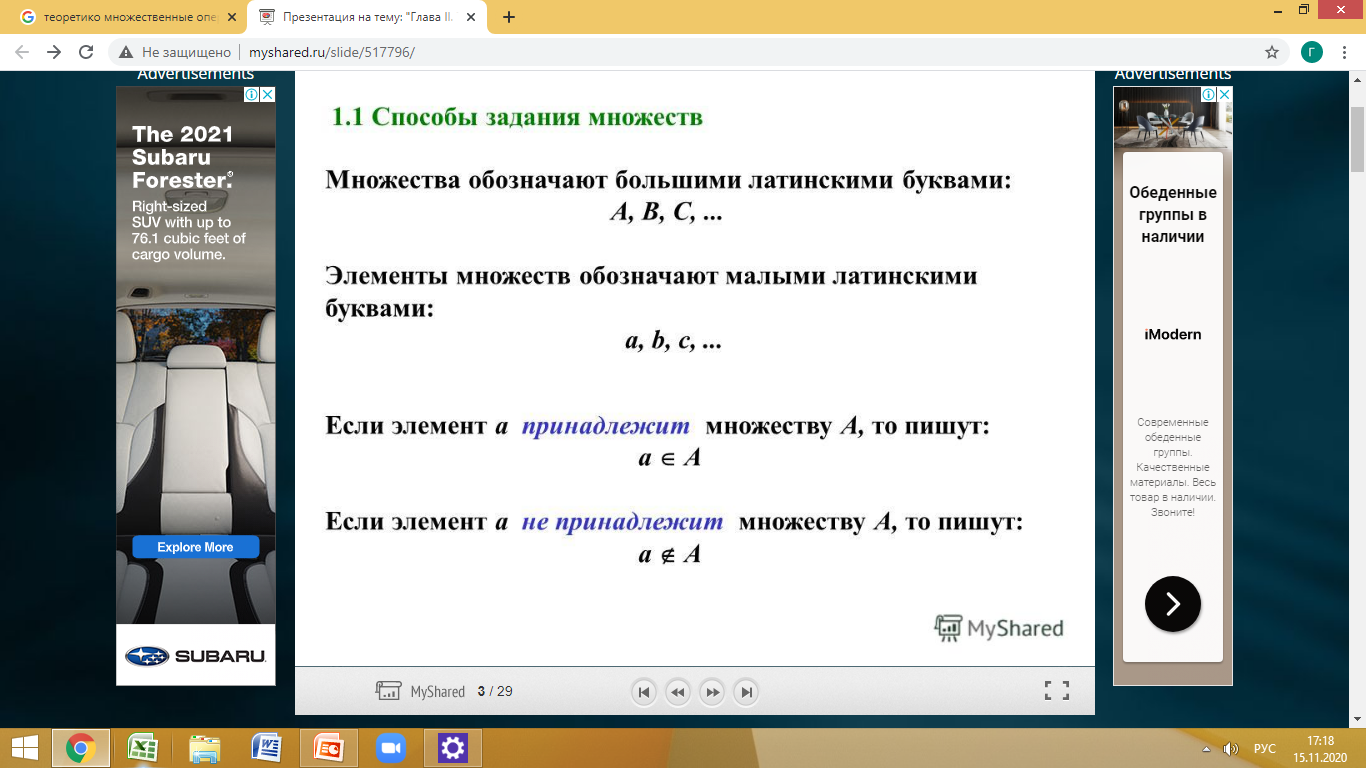 теоретико множественные опе
Презентация на тему: "Глава II.
Не защищено
myshared.ru/slide/517796/
Г
Advertisements
The 2021
Subaru
Forester.®
Right-sized
SUV with up to
76.1 cubic feet of
cargo volume.
Explore More
SUBARU
1.1 Способы задания множеств
Множества обозначают большими латинскими буквами:
A, B, C, ...
Элементы множеств обозначают малыми латинскими
буквами:
a, b, c, ...
Если элемент a принадлежит множеству A, то пишут:
a ∈ A
Если элемент a не принадлежит множеству A, то пишут:
a ∉ A
MyShared
MyShared 3 / 29
Advertisements
Обеденные
группы в
наличии
iModern
Современные
обеденные
группы.
Качественные
материалы. Весь
товар в наличии.
Звоните!
РУС
17:18
15.11.2020